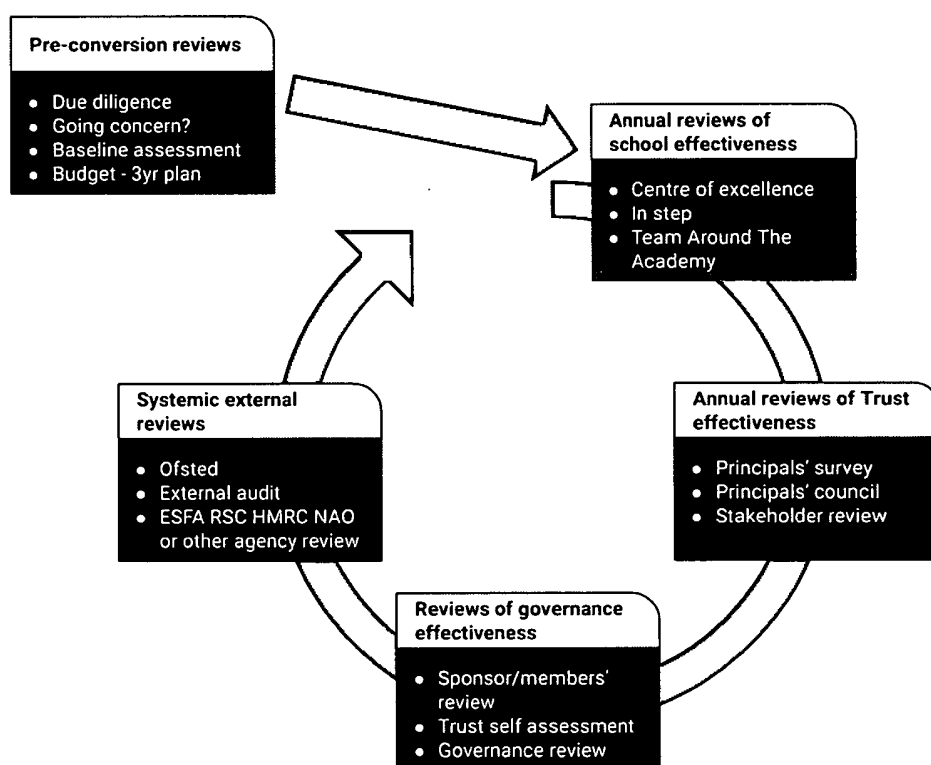 Pre-conversion reviews
• Due diligence
• Going concern?
• Baseline assessment
• Budget - 3yr plan
Annual reviews of
school effectiveness
• Centre of excellence
• In step
• Team Around The
Academy
Annual reviews of Trust
effectiveness
• Principals' survey
• Principals' council
• Stakeholder review
Reviews of governance
effectiveness
• Sponsor/members'
review
• Trust self assessment
• Governance review
Systemic external
reviews
• Ofsted
• External audit
• ESFA RSC HMRC NAO
or other agency review